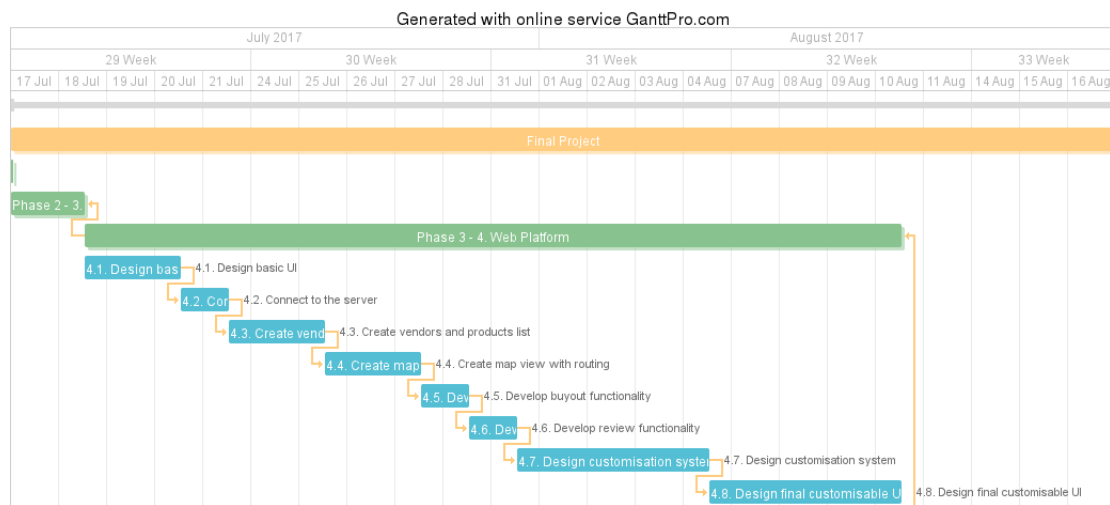 Generated with online service GanttPro.com
July 2017 August 2017
29 Week 30 Week 31 Week 32 Week 33 Week
17 Jul 18 Jul 19 Jul 20 Jul 21 Jul 24 Jul 25 Jul 26 Jul 27 Jul 28 Jul 31 Jul 01 Aug 02 Aug 03 Aug 04 Aug 07 Aug 08 Aug 09 Aug 10 Aug 11 Aug 14 Aug 15 Aug 16 Aug
Final Project
Phase 2 - 3.
Phase 3 - 4. Web Platform
4.1. Design bas 4.1. Design basic UI
4.2. Cor 4.2. Connect to the server
4.3. Create vend 4.3. Create vendors and products list
4.4. Create map 4.4. Create map view with routing
4.5. Dev 4.5. Develop buyout functionality
4.6. Dev 4.6. Develop review functionality
4.7. Design customisation system 4.7. Design customisation system
4.8. Design final customisable U 4.8. Design final customisable UI